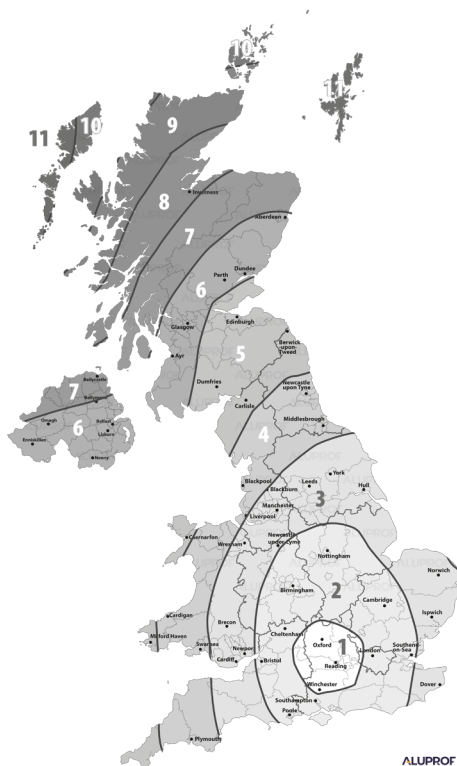 10
11
11
10
9
8
Inverness
7
Aberdeen
Dundee
Perth
6
Edinburgh
Glasgow
Berwick
upon-
Tweed
5
Ayr
Dumfries
Newcastle
upon Tyne
Carlisle
7
Ballycastle
Ballymena
6
Omagh
Belfast
Lisburn
Enniskillen
Newry
4
Middlesbrough
Blackpool
Blackburn
Leeds
York
Hull
3
Manchester
Liverpool
Caernarfon
Wrexham
Newcastle
under Lyme
Nottingham
Norwich
2
Birmingham
Cambridge
Ipswich
Cardigan
Milford Haven
Brecon
Cheltenham
Swansea
Newport
Cardiff
Bristol
1
Oxford
Reading
London
Southend-
on-Sea
Winchester
Southampton
Poole
Dover
Plymouth
ALUPROF